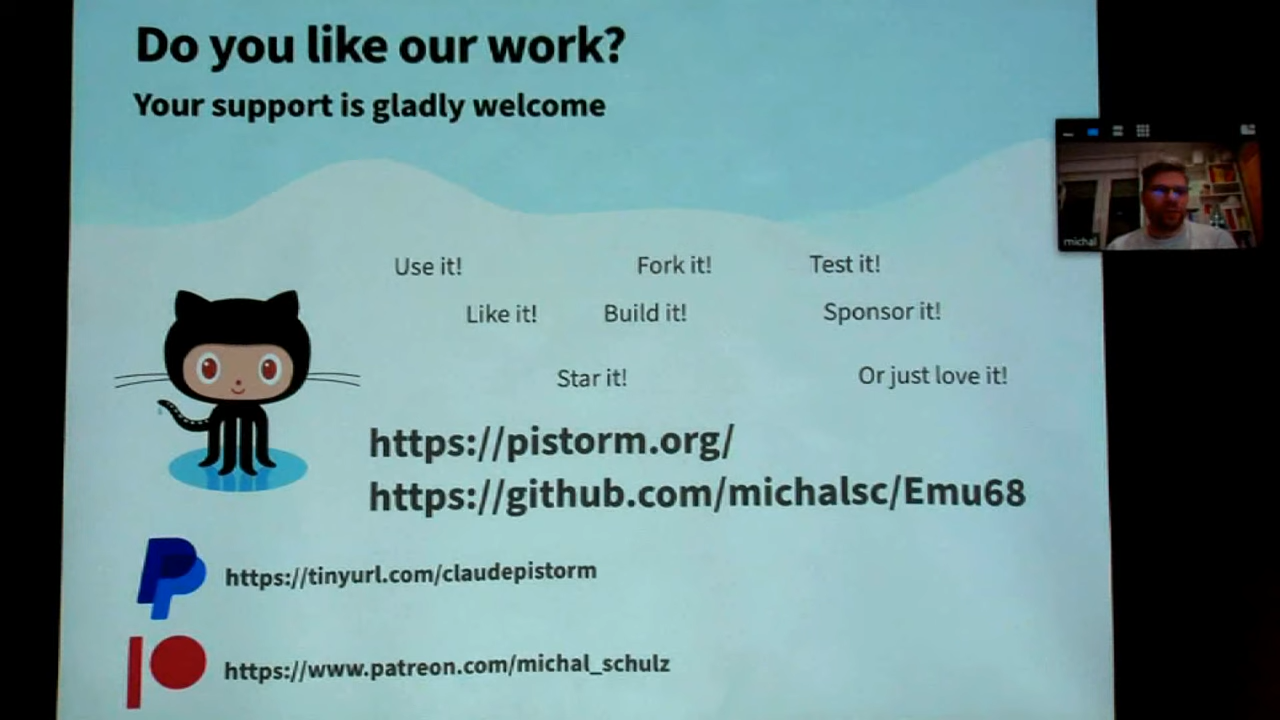 Do you like our work?
Your support is gladly welcome
Use it!
Fork it!
Test it!
Like it!
Build it!
Sponsor it!
Star it!
Or just love it!
https://pistorm.org/
https://github.com/michalsc/Emu68
https://tinyurl.com/claudepistorm
https://www.patreon.com/michal_schulz
michal